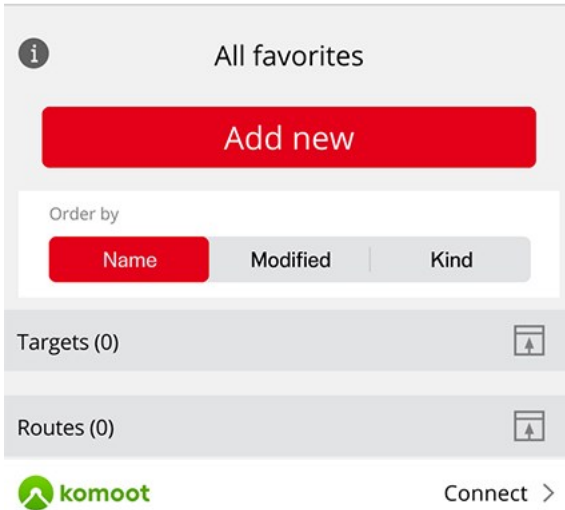 i
All favorites
Add new
Order by
Name Modified Kind
Targets (0)
Routes (0)
komoot Connect >